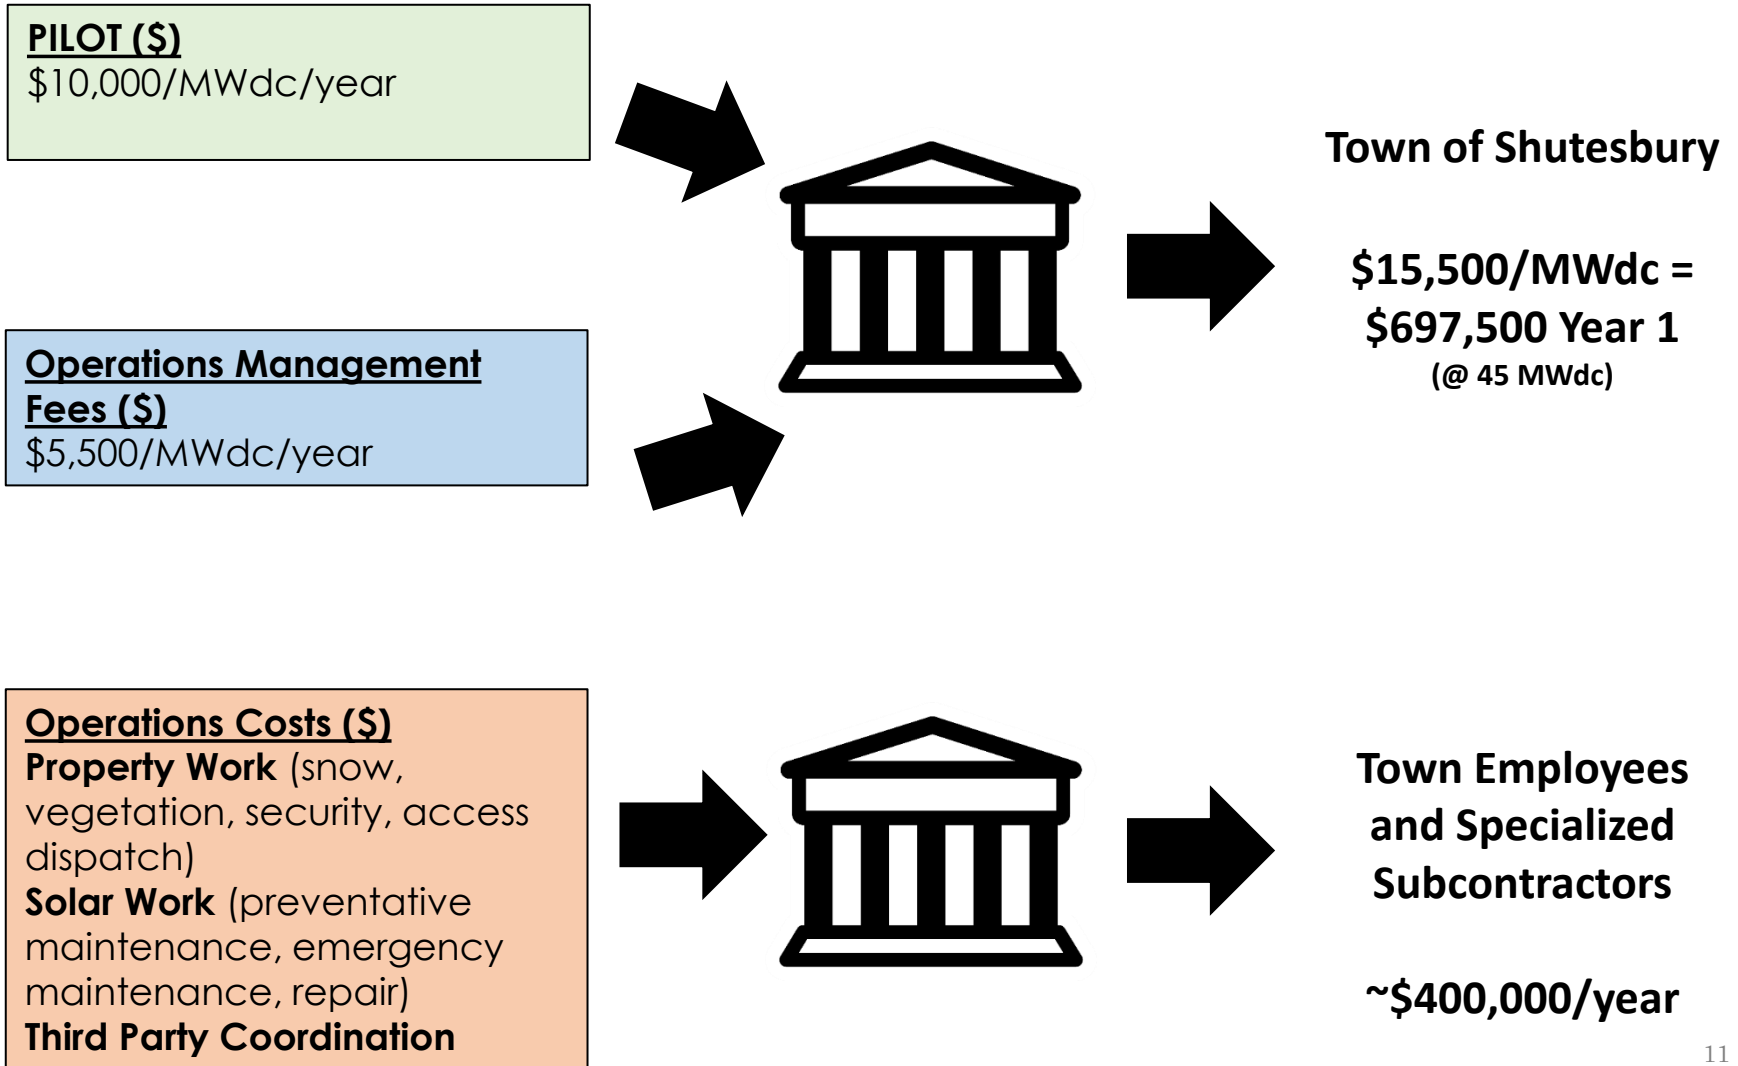 PILOT ($)
$10,000/MWdc/year
Operations Management
Fees ($)
$5,500/MWdc/year
Town of Shutesbury
$15,500/MWdc =
$697,500 Year 1
(@ 45 MWdc)
Operations Costs ($)
Property Work (snow,
vegetation, security, access
dispatch)
Solar Work (preventative
maintenance, emergency
maintenance, repair)
Third Party Coordination
Town Employees
and Specialized
Subcontractors
~$400,000/year
11